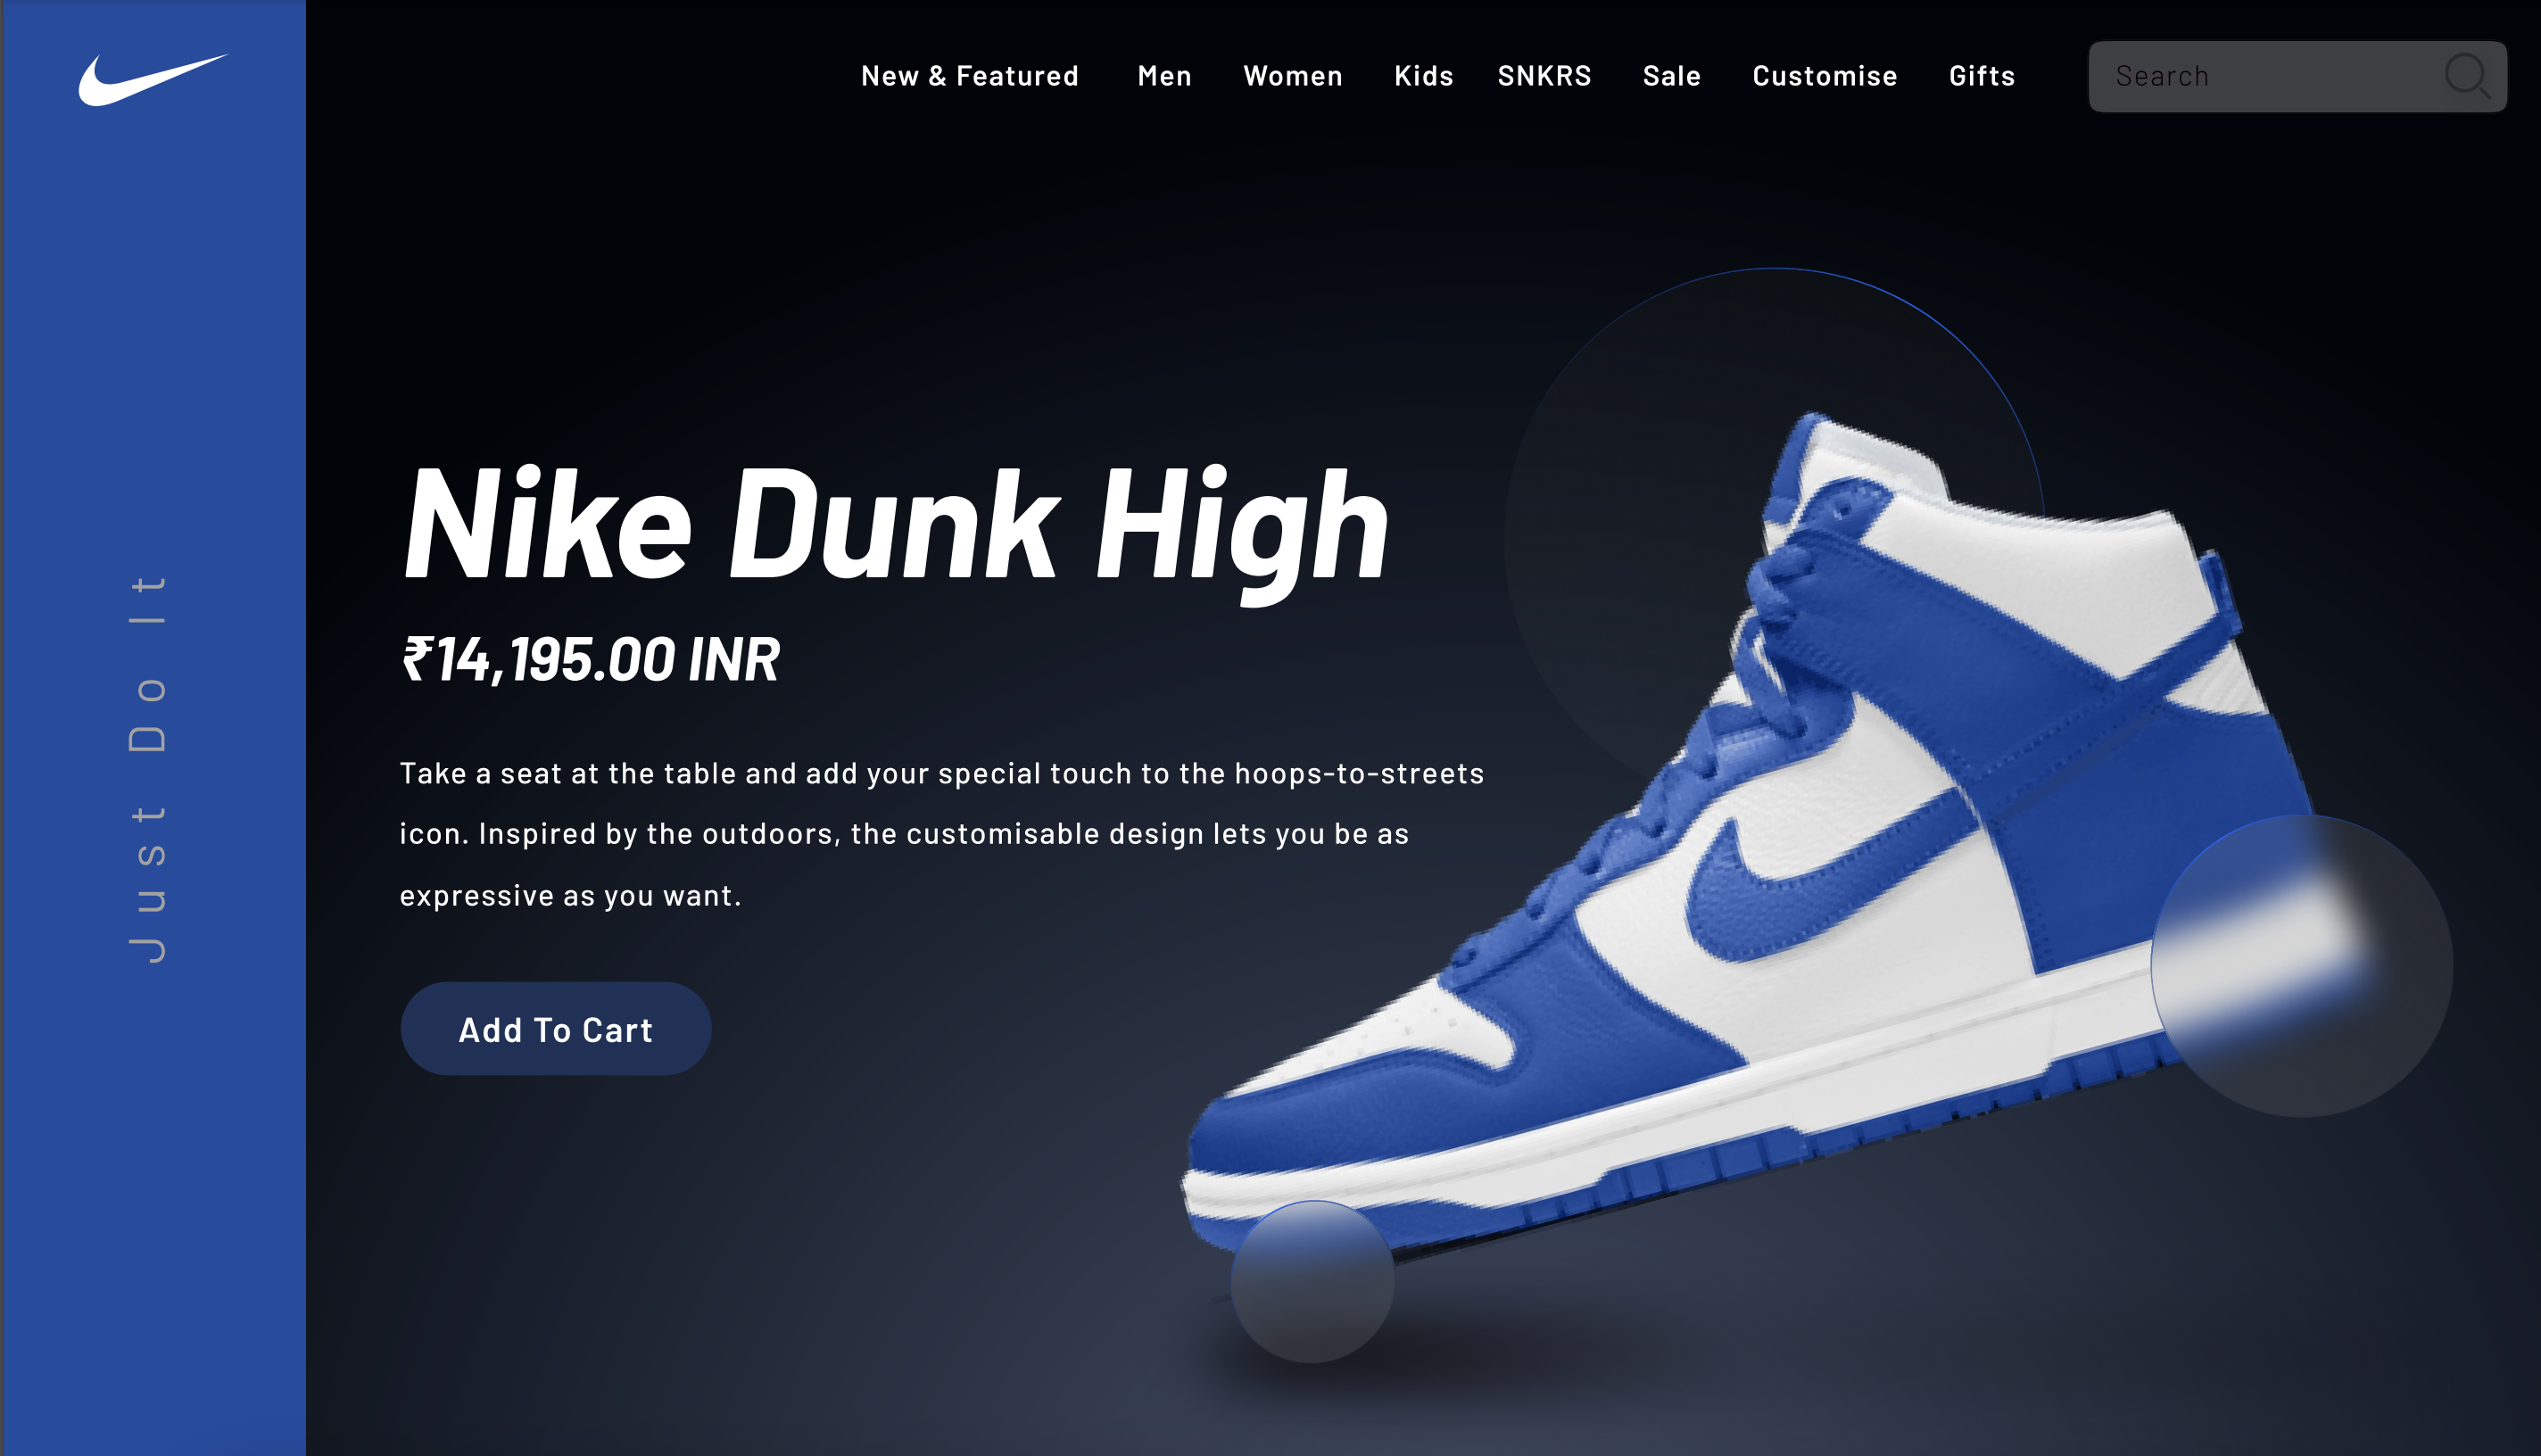 New & Featured Men Women Kids SNKRS Sale Customise Gifts Search
Just Do It
Nike Dunk High
₹14,195.00 INR
Take a seat at the table and add your special touch to the hoops-to-streets
icon. Inspired by the outdoors, the customisable design lets you be as
expressive as you want.
Add To Cart